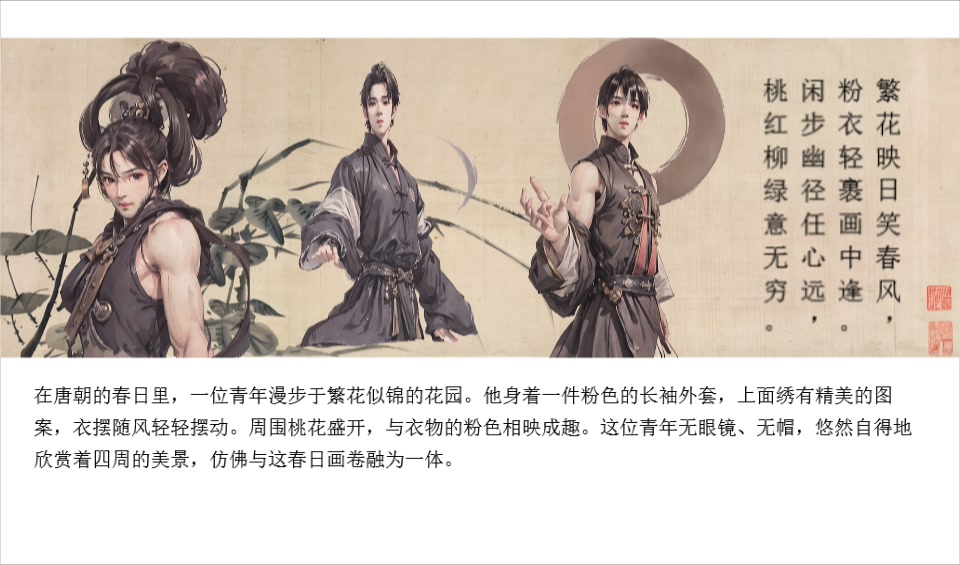 繁花映日笑春风，
粉衣轻裹画中逢。
闲步幽径任心远，
桃红柳绿意无穷。
在唐朝的春日里，一位青年漫步于繁花似锦的花园。他身着一件粉色的长袖外套，上面绣有精美的图
案，衣摆随风轻轻摆动。周围桃花盛开，与衣物的粉色相映成趣。这位青年无眼镜、无帽，悠然自得地
欣赏着四周的美景，仿佛与这春日画卷融为一体。